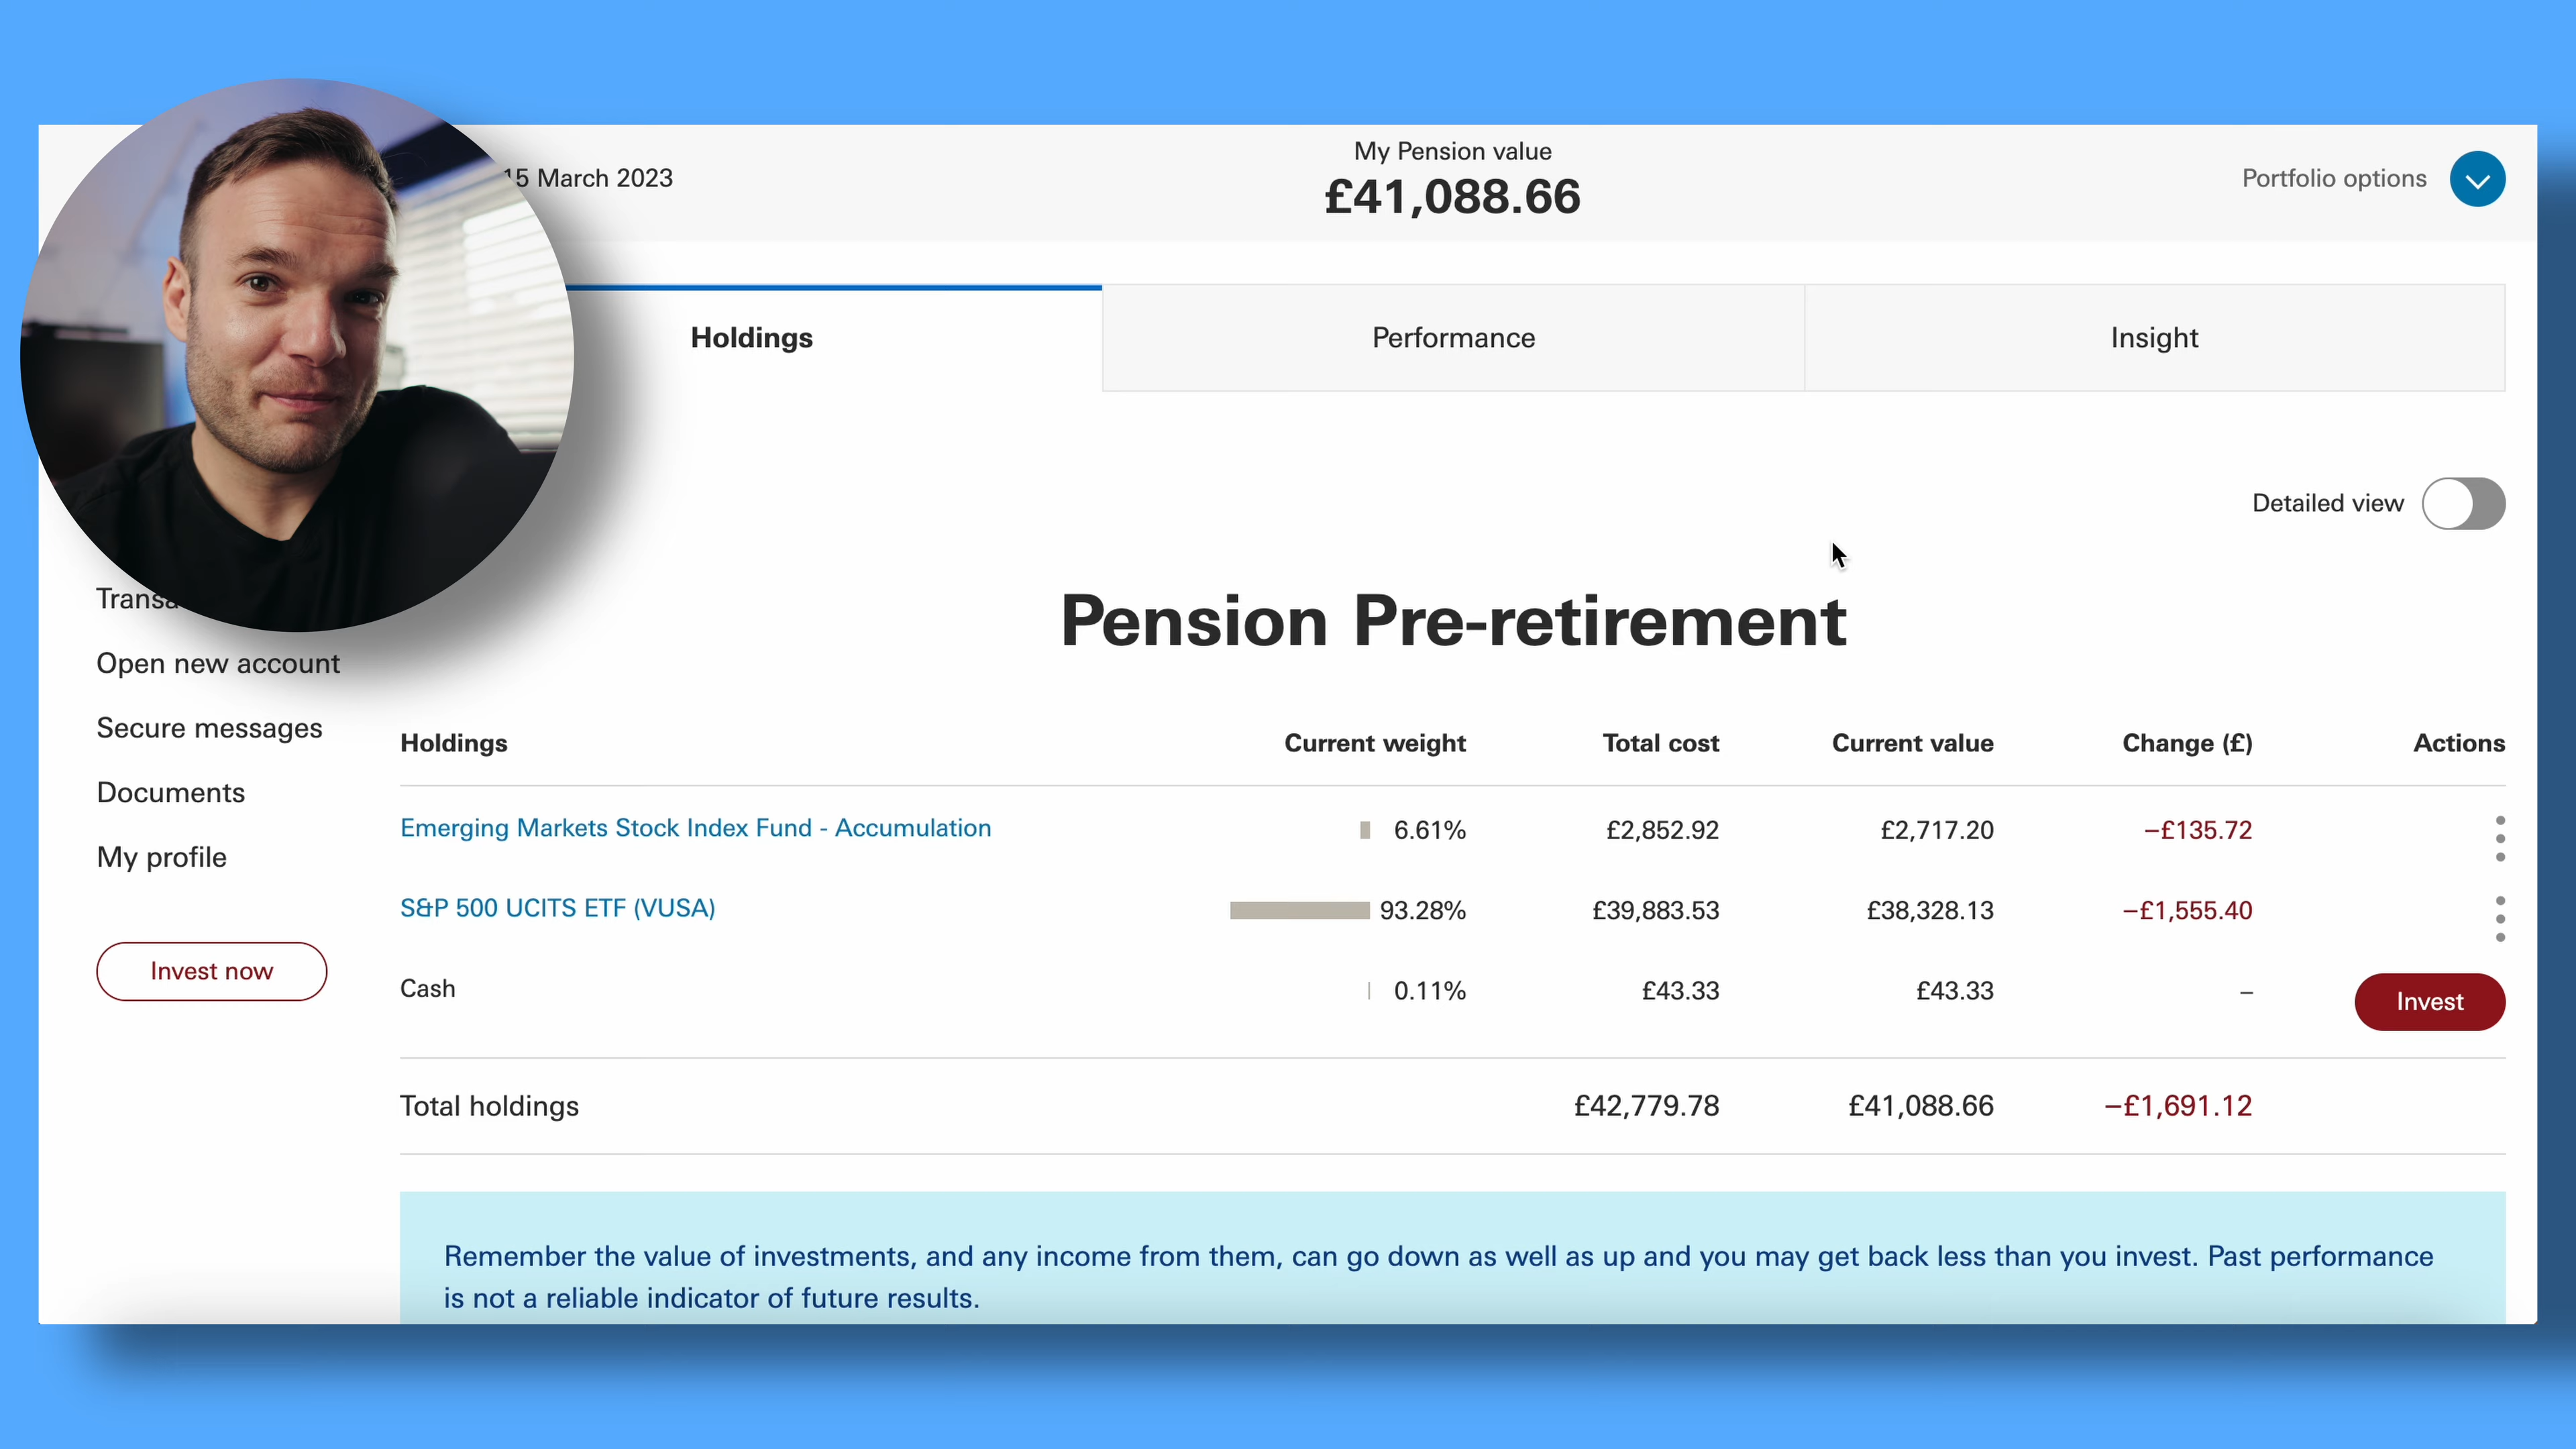 15 March 2023
My Pension value
£41,088.66
Portfolio options
Holdings
Performance
Insight
Detailed view
Pension Pre-retirement
Open new account
Secure messages
Documents
My profile
Invest now
Holdings Current weight Total cost Current value Change (£) Actions
Emerging Markets Stock Index Fund - Accumulation 6.61% £2,852.92 £2,717.20 −£135.72
S&P 500 UCITS ETF (VUSA) 93.28% £39,883.53 £38,328.13 −£1,555.40
Cash 0.11% £43.33 £43.33 – Invest
Total holdings £42,779.78 £41,088.66 −£1,691.12
Remember the value of investments, and any income from them, can go down as well as up and you may get back less than you invest. Past performance
is not a reliable indicator of future results.